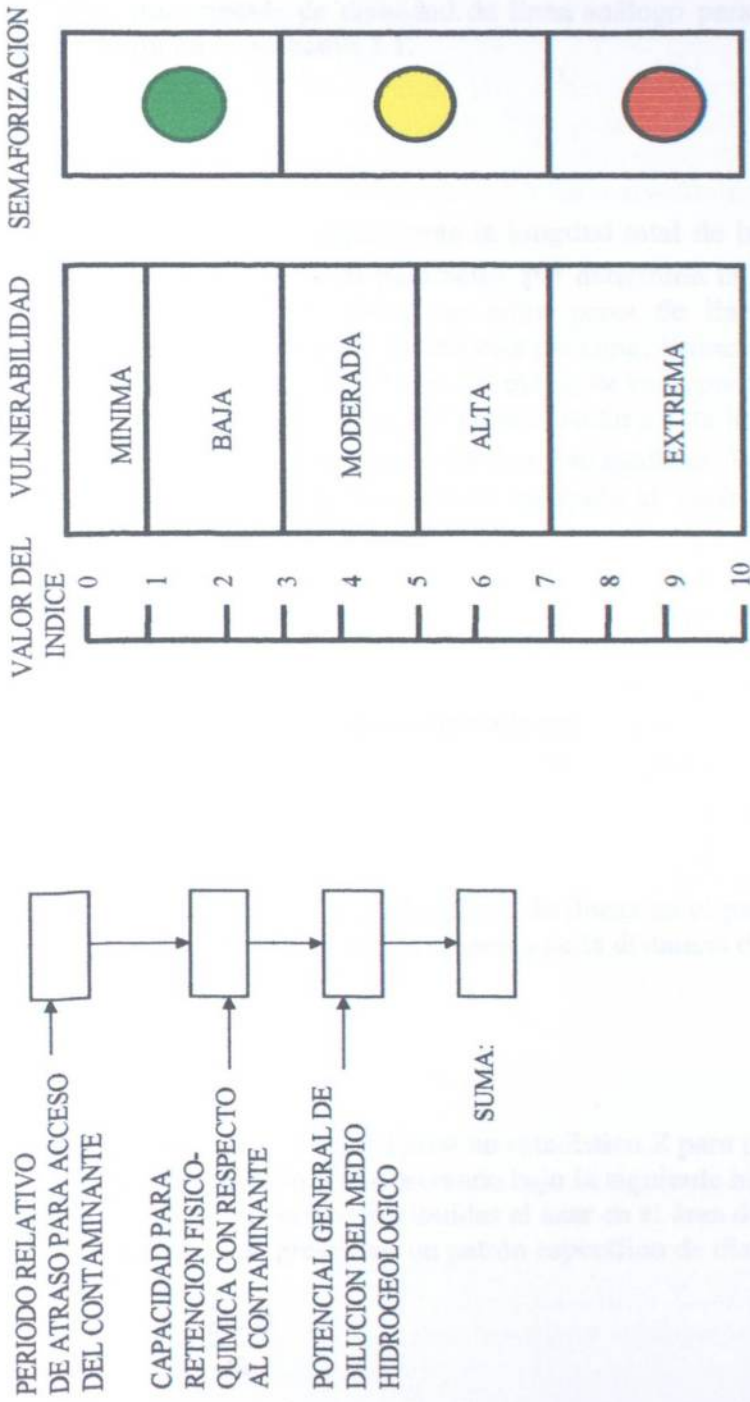 PERIODO RELATIVO
DE ATRASO PARA ACCESO
DEL CONTAMINANTE
CAPACIDAD PARA
RETENCION FISICO-
QUIMICA CON RESPECTO
AL CONTAMINANTE
POTENCIAL GENERAL DE
DILUCION EN EL MEDIO
HIDROGEOLOGICO
SUMA:
VALOR DEL
INDICE
0
1
2
3
4
5
6
7
8
9
10
VULNERABILIDAD
MINIMA
BAJA
MODERADA
ALTA
EXTREMA
SEMAFORIZACION